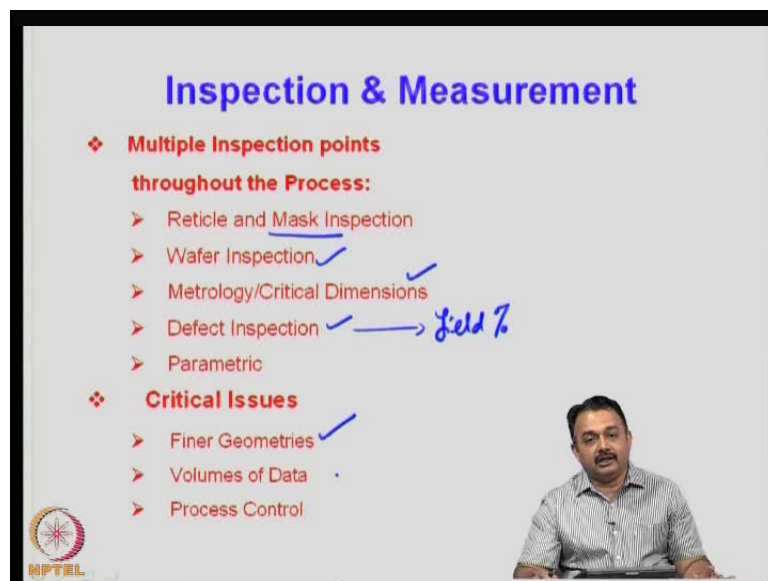 Inspection & Measurement
❖ Multiple Inspection points
throughout the Process:
➢ Reticle and Mask Inspection
➢ Wafer Inspection
➢ Metrology/Critical Dimensions
➢ Defect Inspection → yield %
➢ Parametric
❖ Critical Issues
➢ Finer Geometries
➢ Volumes of Data
➢ Process Control
NPTEL